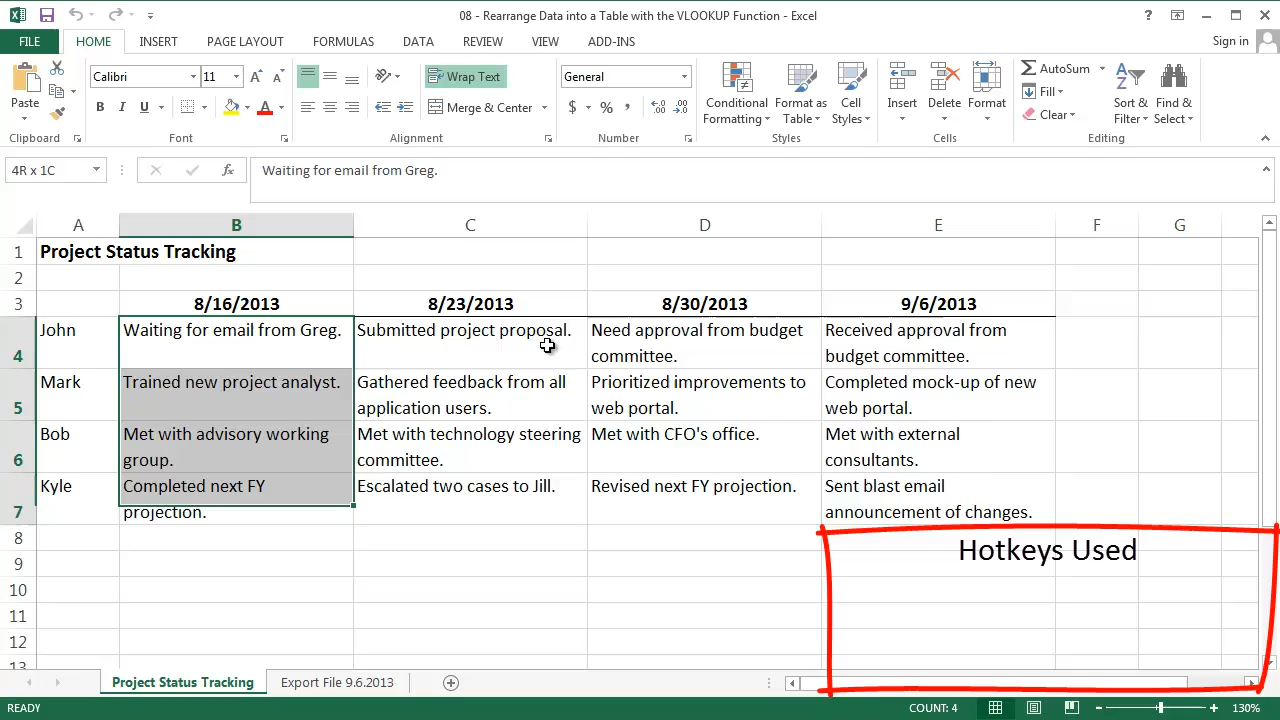 08 - Rearrange Data into a Table with the VLOOKUP Function - Excel
FILE HOME INSERT PAGE LAYOUT FORMULAS DATA REVIEW VIEW ADD-INS Sign in
Paste
Calibri 11
B I U
Wrap Text
Merge & Center
General
$ % ,
Conditional Formatting
Format as Table
Cell Styles
Insert
Delete
Format
AutoSum
Fill
Clear
Sort & Filter
Find & Select
Clipboard Font Alignment Number Styles Cells Editing
4R x 1C fx Waiting for email from Greg.
A B C D E F G
1 Project Status Tracking
2
3 8/16/2013 8/23/2013 8/30/2013 9/6/2013
4 John Waiting for email from Greg. Submitted project proposal. Need approval from budget committee. Received approval from budget committee.
5 Mark Trained new project analyst. Gathered feedback from all application users. Prioritized improvements to web portal. Completed mock-up of new web portal.
6 Bob Met with advisory working group. Met with technology steering committee. Met with CFO's office. Met with external consultants.
7 Kyle Completed next FY projection. Escalated two cases to Jill. Revised next FY projection. Sent blast email announcement of changes.
8
Hotkeys Used
9
10
11
12
13
Project Status Tracking Export File 9.6.2013
READY COUNT: 4 130%